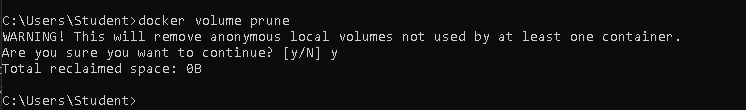 C:\Users\Student>docker volume prune
WARNING! This will remove anonymous local volumes not used by at least one container.
Are you sure you want to continue? [y/N] y
Total reclaimed space: 0B
C:\Users\Student>